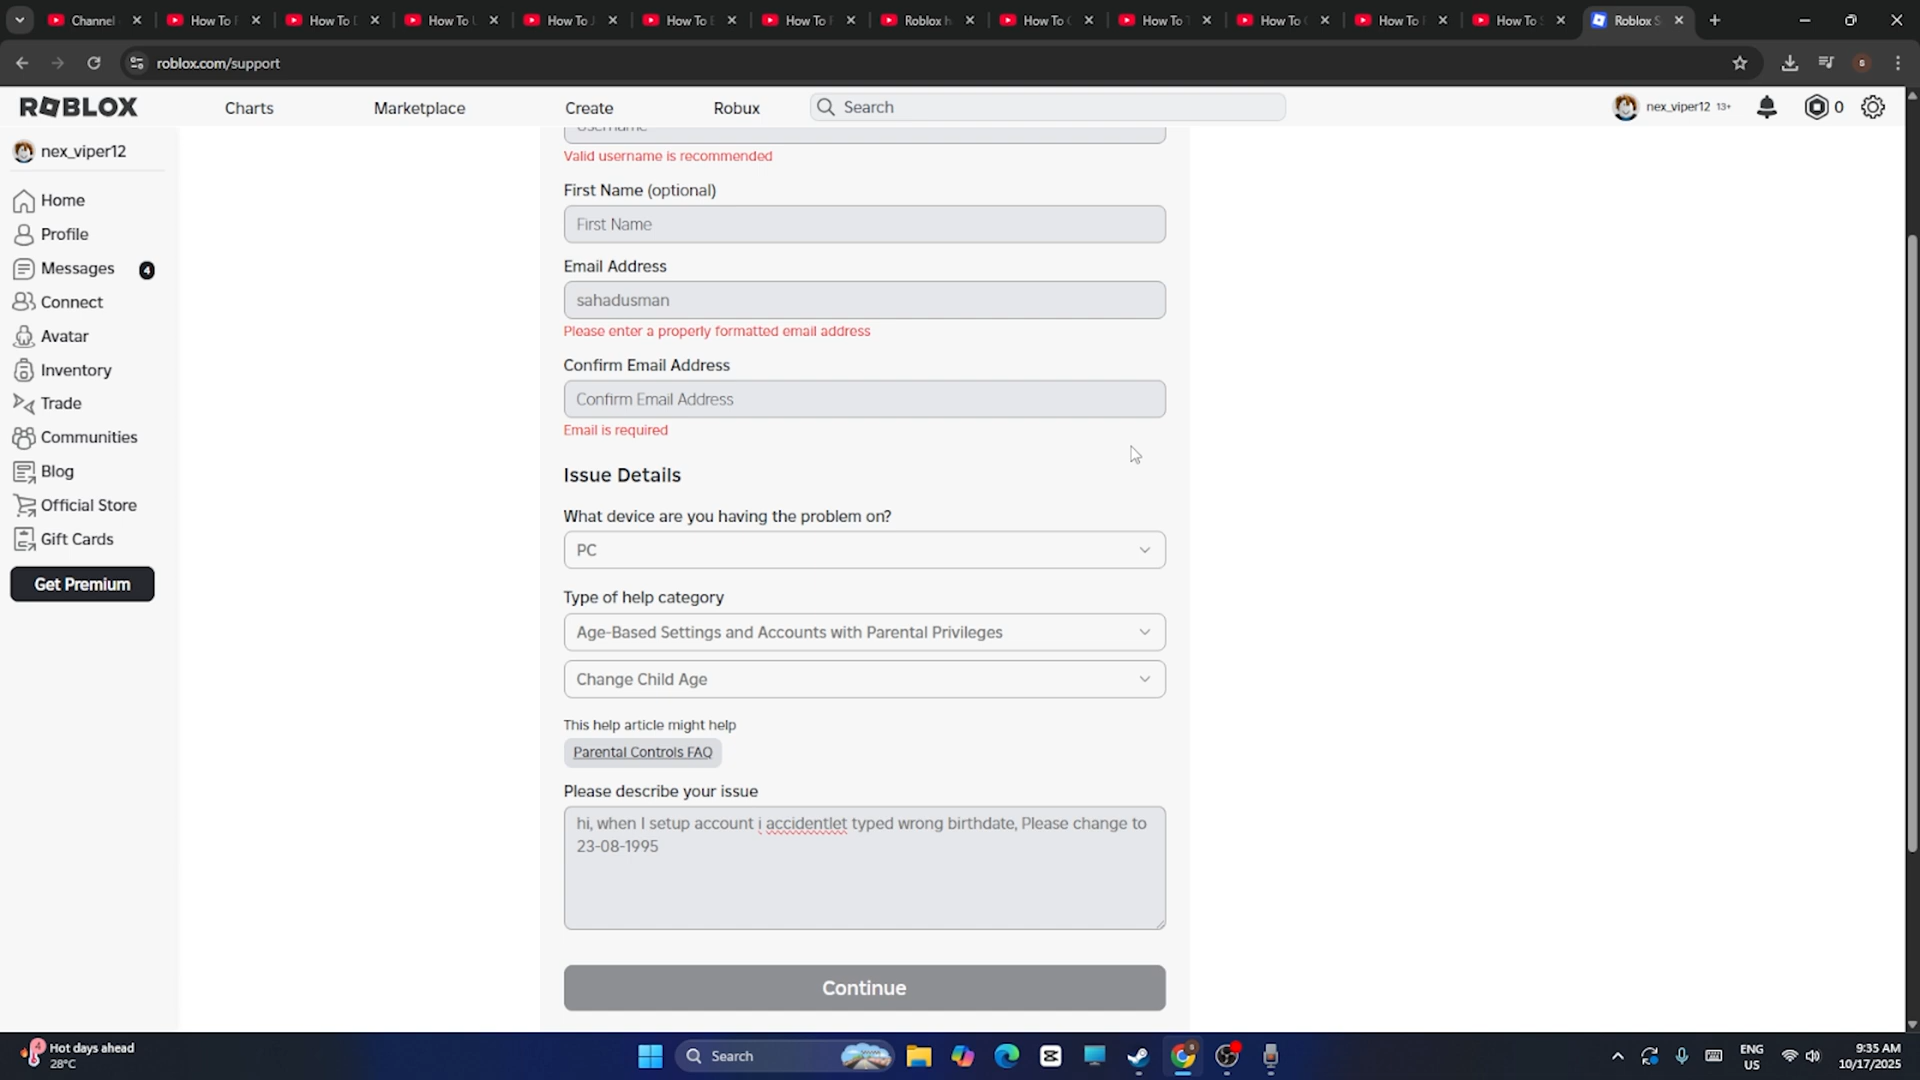 Channel
How To
How To
How To
How To
How To
How To
Roblox
How To
How To
How To
How To
How To
Roblox S
roblox.com/support
ROBLOX
Charts
Marketplace
Create
Robux
Search
nex_viper12 13+
0
nex_viper12
Home
Profile
Messages 4
Connect
Avatar
Inventory
Trade
Communities
Blog
Official Store
Gift Cards
Get Premium
Username
Valid username is recommended
First Name (optional)
First Name
Email Address
sahadusman
Please enter a properly formatted email address
Confirm Email Address
Confirm Email Address
Email is required
Issue Details
What device are you having the problem on?
PC
Type of help category
Age-Based Settings and Accounts with Parental Privileges
Change Child Age
This help article might help
Parental Controls FAQ
Please describe your issue
hi, when I setup account i accidentlet typed wrong birthdate, Please change to
23-08-1995
Continue
4
Hot days ahead
28°C
Search
ENG
US
9:35 AM
10/17/2025